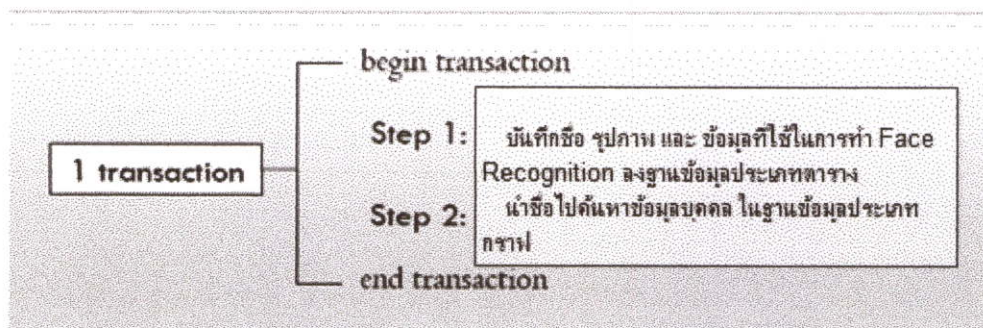 begin transaction
1 transaction
Step 1:
บันทึกชื่อ รูปภาพ และ ข้อมูลที่ใช้ในการทำ Face
Recognition ลงฐานข้อมูลประเภทตาราง
Step 2:
นำชื่อไปค้นหาข้อมูลบุคคล ในฐานข้อมูลประเภท
กราฟ
end transaction